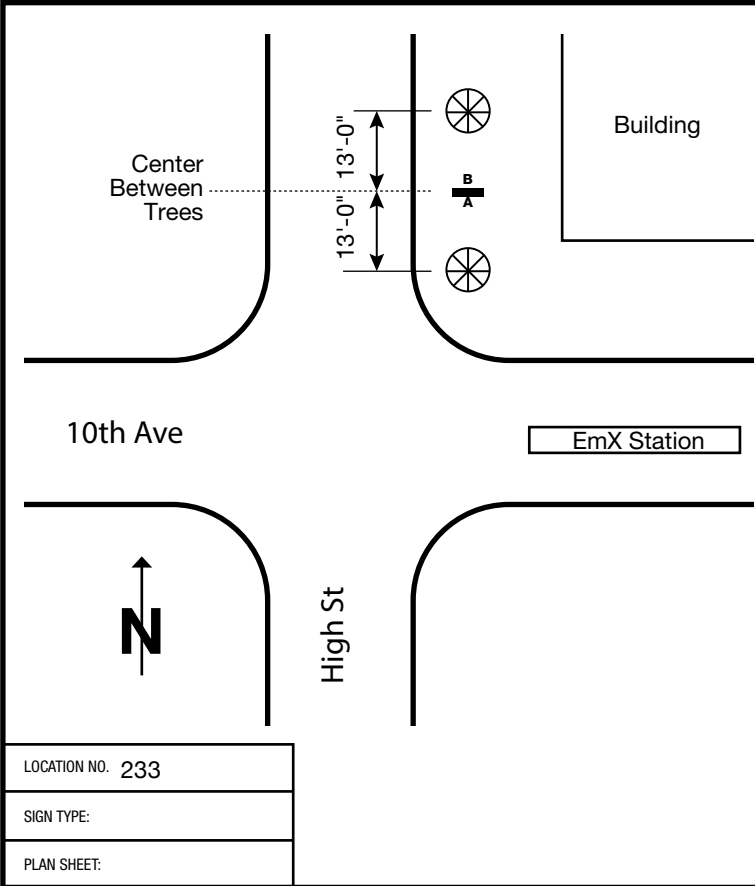 Building
Center
Between
Trees
13'-0"
13'-0"
B
A
10th Ave
EmX Station
N
High St
LOCATION NO. 233
SIGN TYPE:
PLAN SHEET: